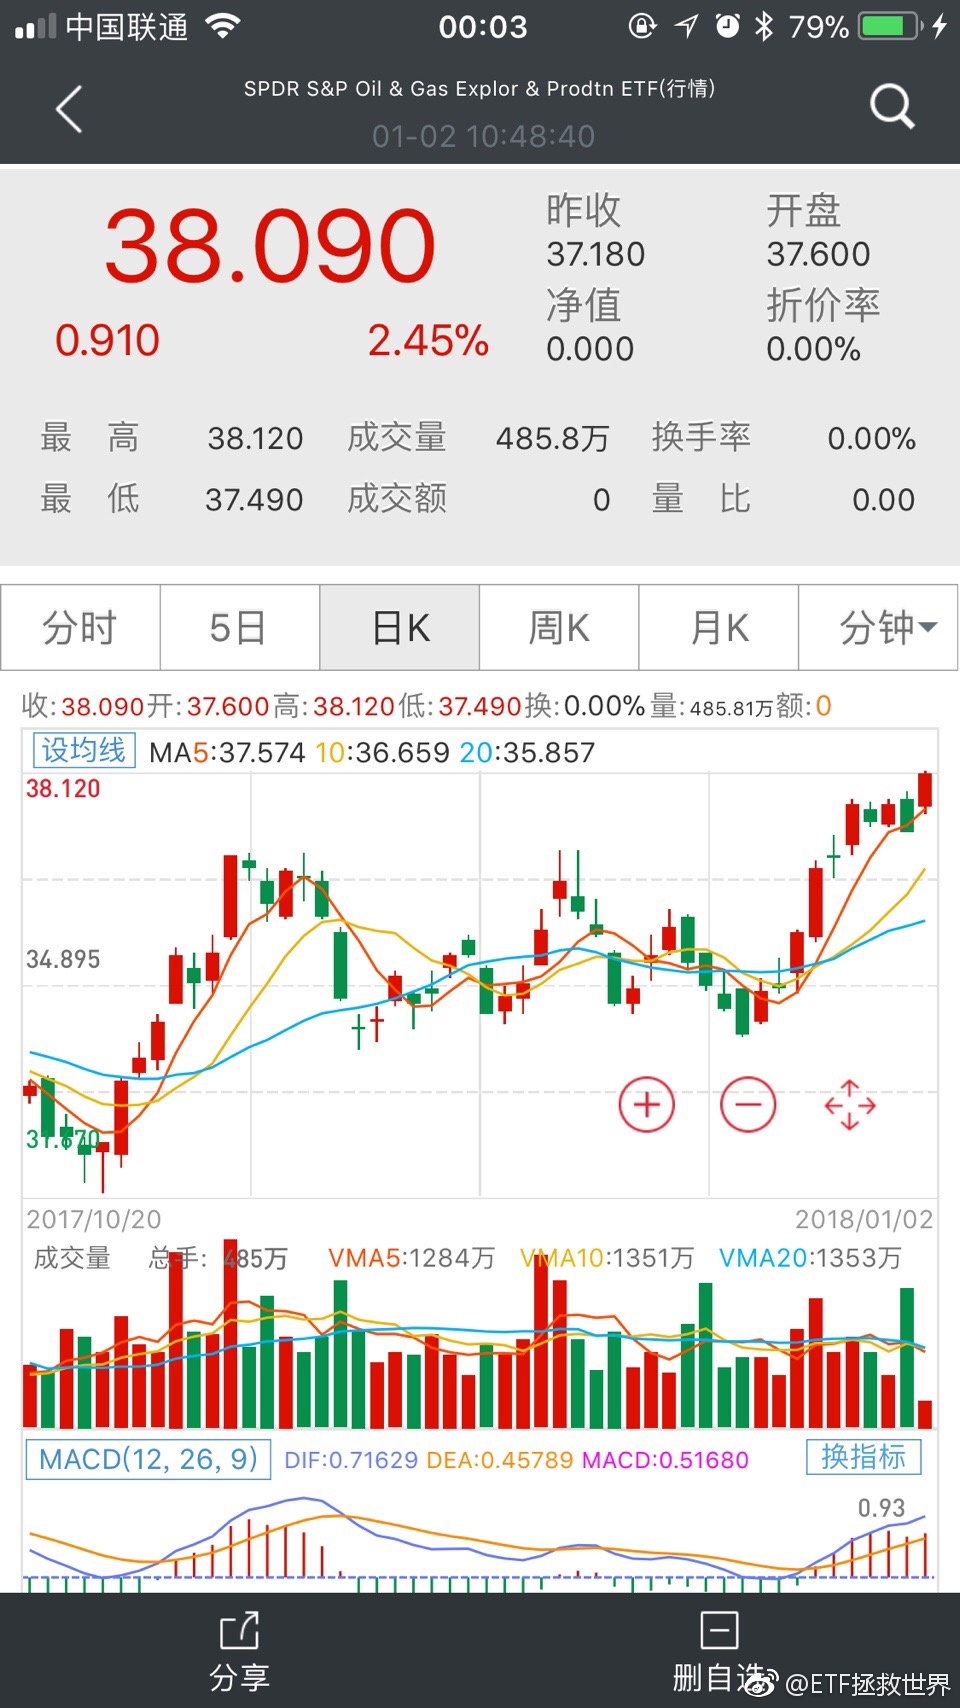 中国联通 00:03 79%
SPDR S&P Oil & Gas Explor & Prodtn ETF(行情)
01-02 10:48:40
38.090
0.910 2.45%
昨收 开盘
37.180 37.600
净值 折价率
0.000 0.00%
最高 38.120 成交量 485.8万 换手率 0.00%
最低 37.490 成交额 0 量比 0.00
分时 5日 日K 周K 月K 分钟
收:38.090开:37.600高:38.120低:37.490换:0.00%量:485.81万额:0
设均线 MA5:37.574 10:36.659 20:35.857
38.120
34.895
31.670
2017/10/20 2018/01/02
成交量 总手: 485万 VMA5:1284万 VMA10:1351万 VMA20:1353万
MACD(12, 26, 9) DIF:0.71629 DEA:0.45789 MACD:0.51680 换指标
0.93
分享 删自选
@ETF拯救世界